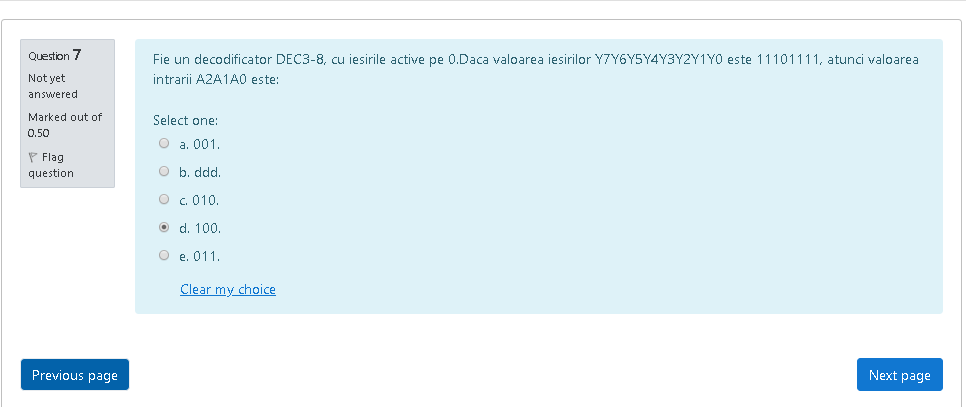 Question 7
Not yet
answered
Marked out of
0.50
Flag
question
Fie un decodificator DEC3-8, cu iesirile active pe 0.Daca valoarea iesirilor Y7Y6Y5Y4Y3Y2Y1Y0 este 11101111, atunci valoarea
intrarii A2A1A0 este:
Select one:
a. 001.
b. ddd.
c. 010.
d. 100.
e. 011.
Clear my choice
Previous page
Next page